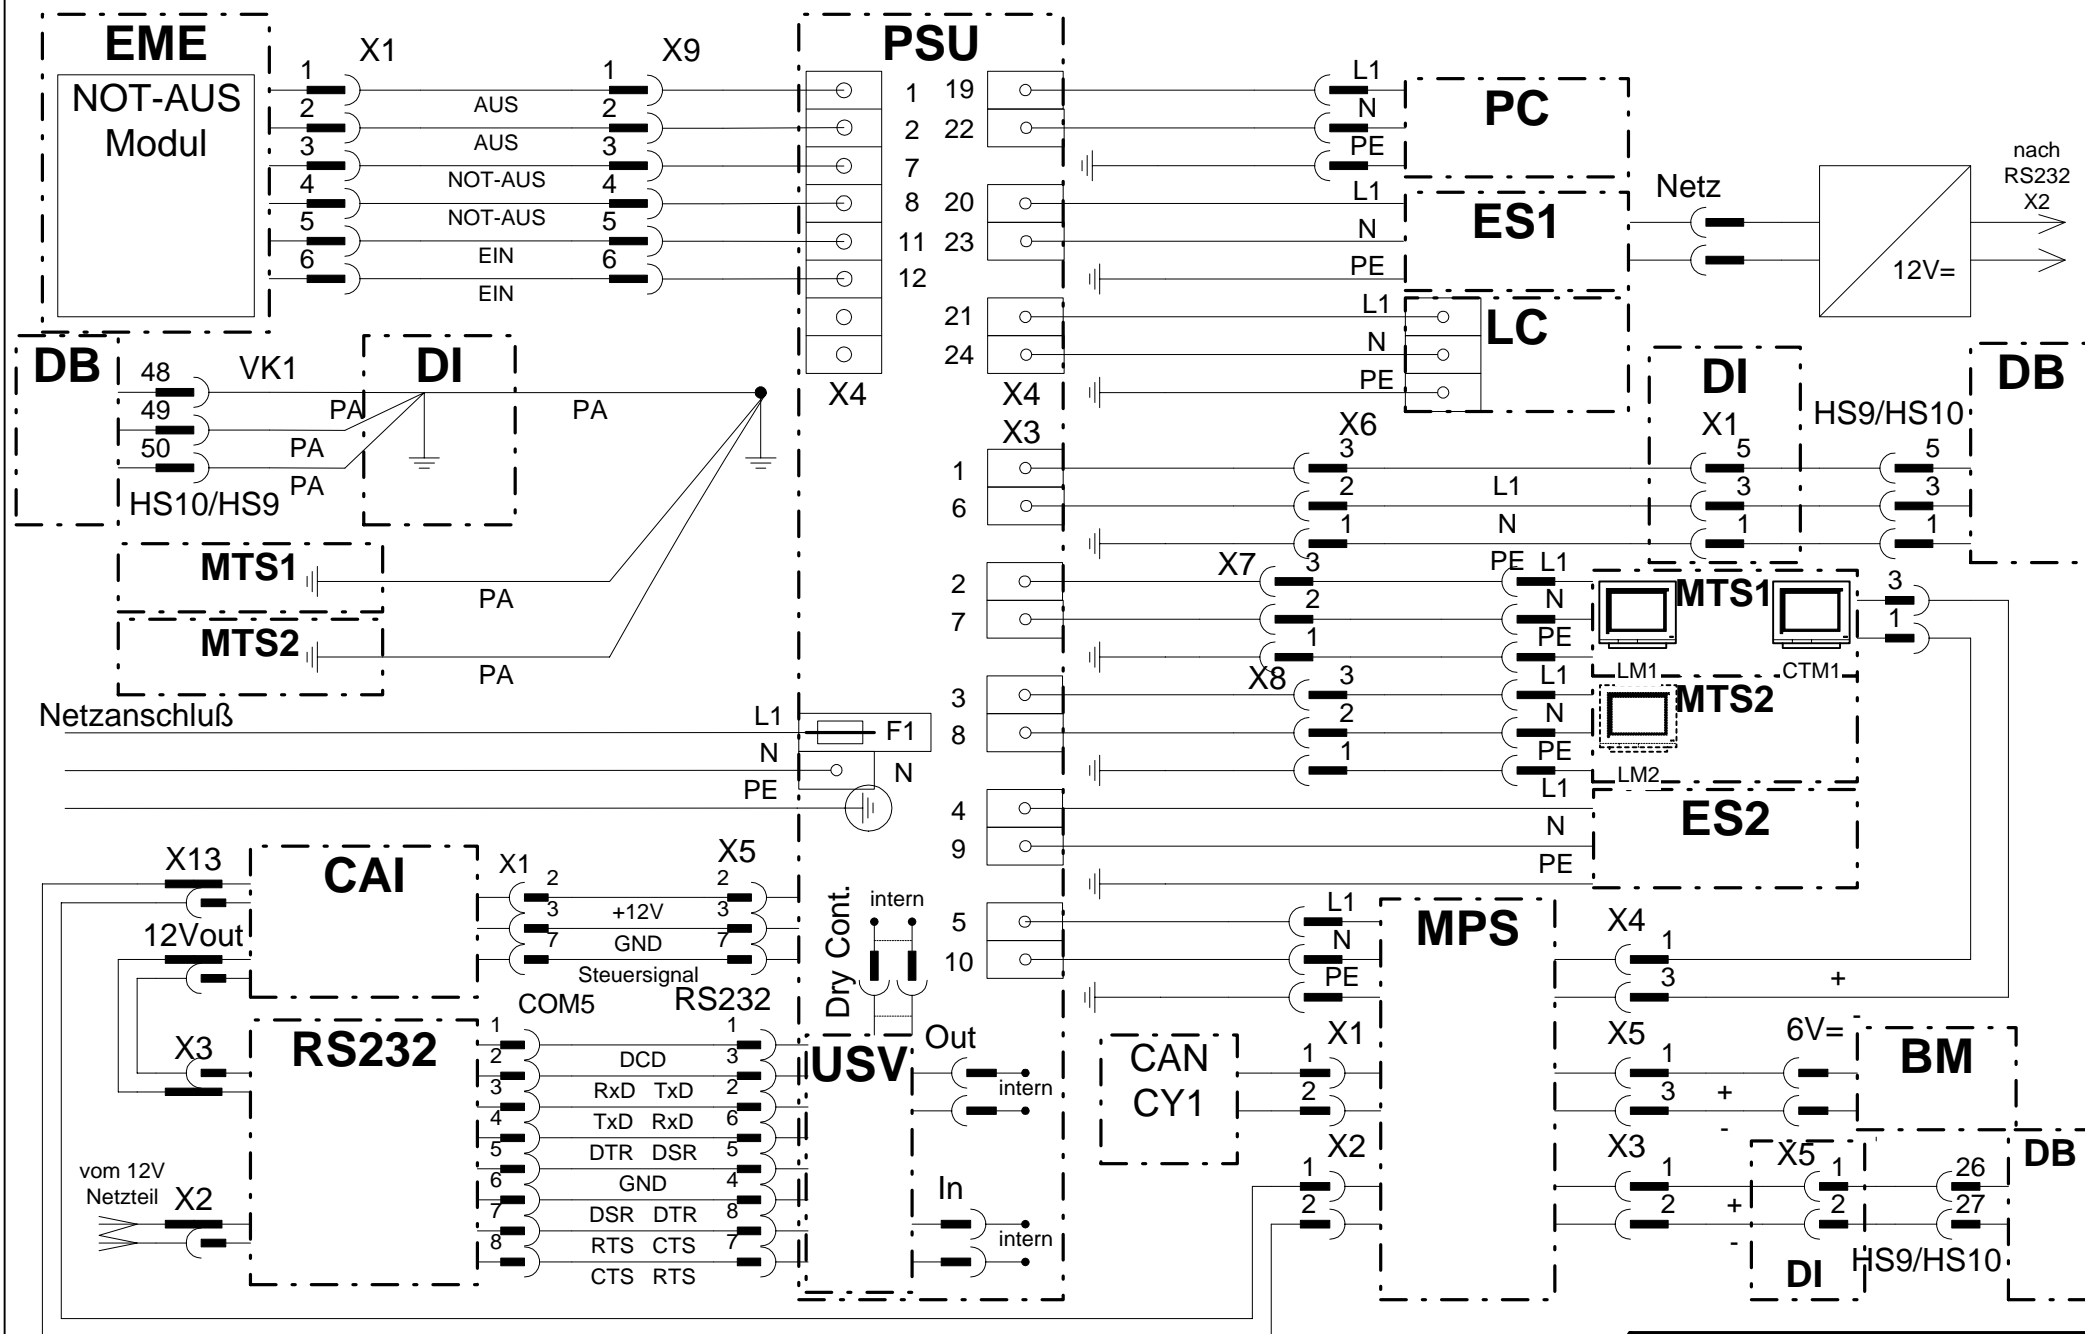 EME
NOT-AUS
Modul
X1
X9
1
1
AUS
2
2
AUS
3
3
NOT-AUS
4
4
NOT-AUS
5
5
EIN
6
6
EIN
PSU
1 19
2 22
7
8 20
11 23
12
21
24
X4
X4
X3
L1
N
PE
PC
L1
N
PE
ES1
L1
N
PE
LC
Netz
12V=
nach
RS232
X2
DB
48
49
50
VK1
DI
PA
PA
PA
PA
HS10/HS9
MTS1
PA
MTS2
PA
Netzanschluß
L1
N
PE
F1
N
1
6
X6
3
2
1
L1
N
PE
DI
X1
5
3
1
HS9/HS10
5
3
1
DB
2
7
X7
3
2
1
L1
N
PE
MTS1
LM1
CTM1
3
1
3
8
X8
3
2
1
L1
N
PE
MTS2
LM2
4
9
L1
N
PE
ES2
5
10
L1
N
PE
MPS
X4
1
3
+
-
X13
CAI
12Vout
X1
X5
2
2
+12V
3
3
GND
7
7
Steuersignal
Dry Cont.
intern
X3
RS232
COM5
RS232
1
1
DCD
2
3
RxD TxD
3
2
TxD RxD
4
6
DTR DSR
5
5
GND
6
4
DSR DTR
7
8
RTS CTS
8
7
CTS RTS
vom 12V
Netzteil
X2
USV
Out
intern
In
intern
CAN
CY1
X1
1
2
X2
1
2
X5
1
3
+
-
6V=
BM
X3
1
2
+
-
X5
1
2
DI
26
27
HS9/HS10
DB